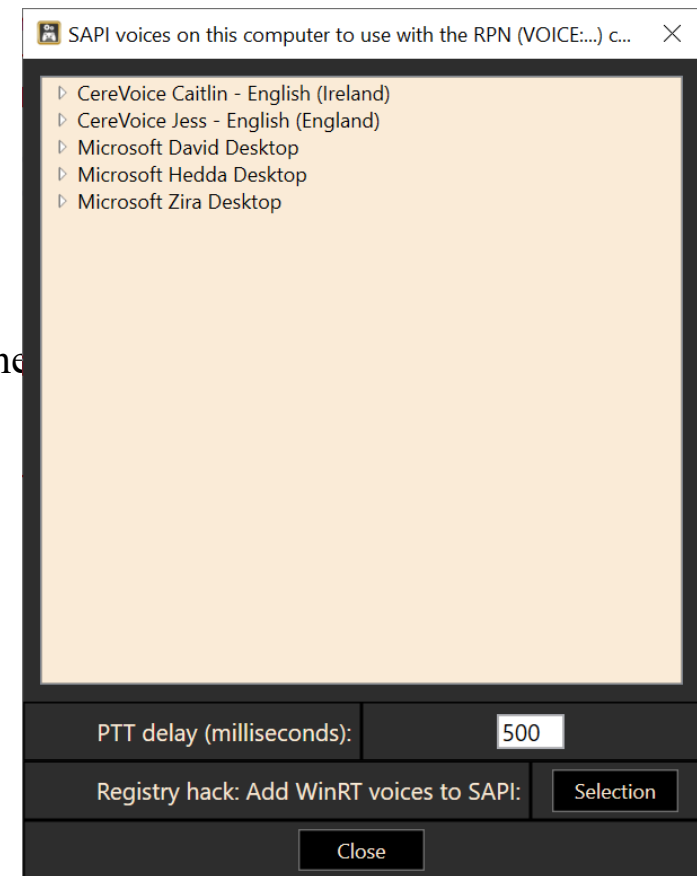 SAPI voices on this computer to use with the RPN (VOICE:...) c...
CereVoice Caitlin - English (Ireland)
CereVoice Jess - English (England)
Microsoft David Desktop
Microsoft Hedda Desktop
Microsoft Zira Desktop
ne
PTT delay (milliseconds): 500
Registry hack: Add WinRT voices to SAPI: Selection
Close